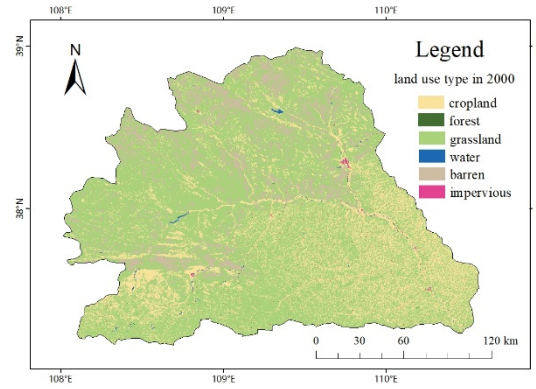 108°E 109°E 110°E
39°N
N
Legend
land use type in 2000
cropland
forest
grassland
water
barren
impervious
38°N
0 30 60 120 km
108°E 109°E 110°E